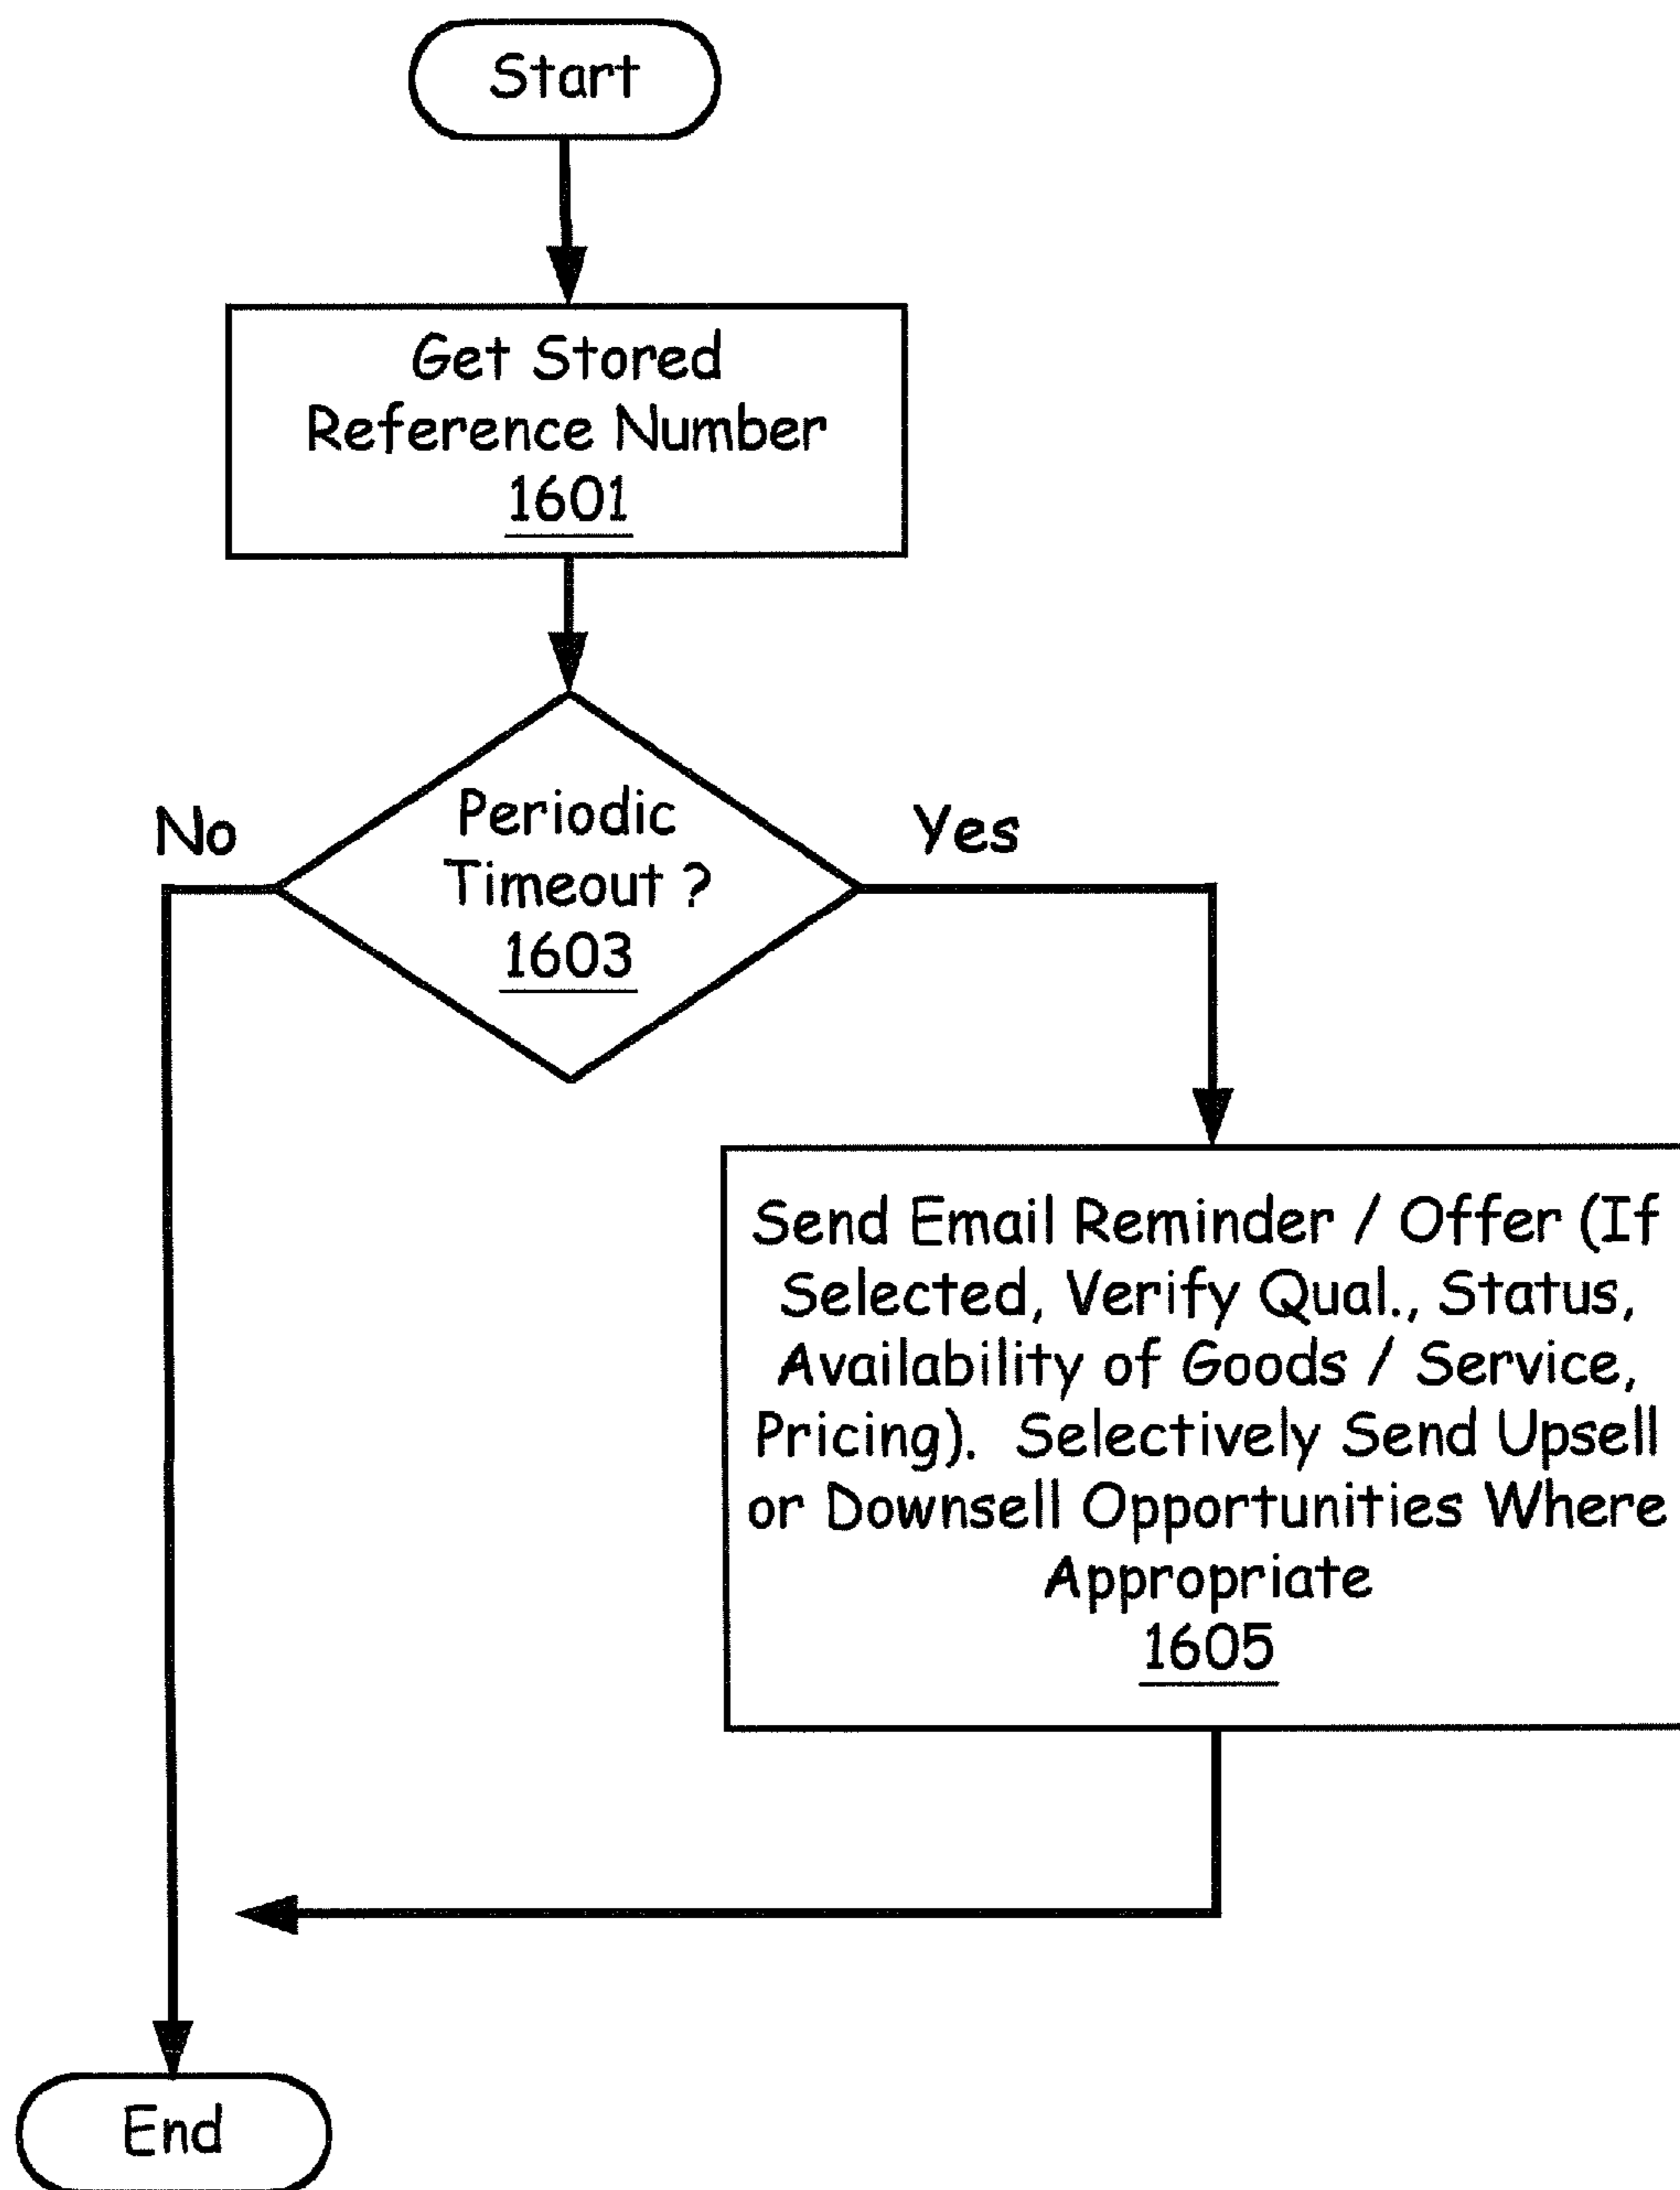 Start
Get Stored
Reference Number
1601
No
Yes
Periodic
Timeout ?
1603
Send Email Reminder / Offer (If
Selected, Verify Qual., Status,
Availability of Goods / Service,
Pricing). Selectively Send Upsell
or Downsell Opportunities Where
Appropriate
1605
End